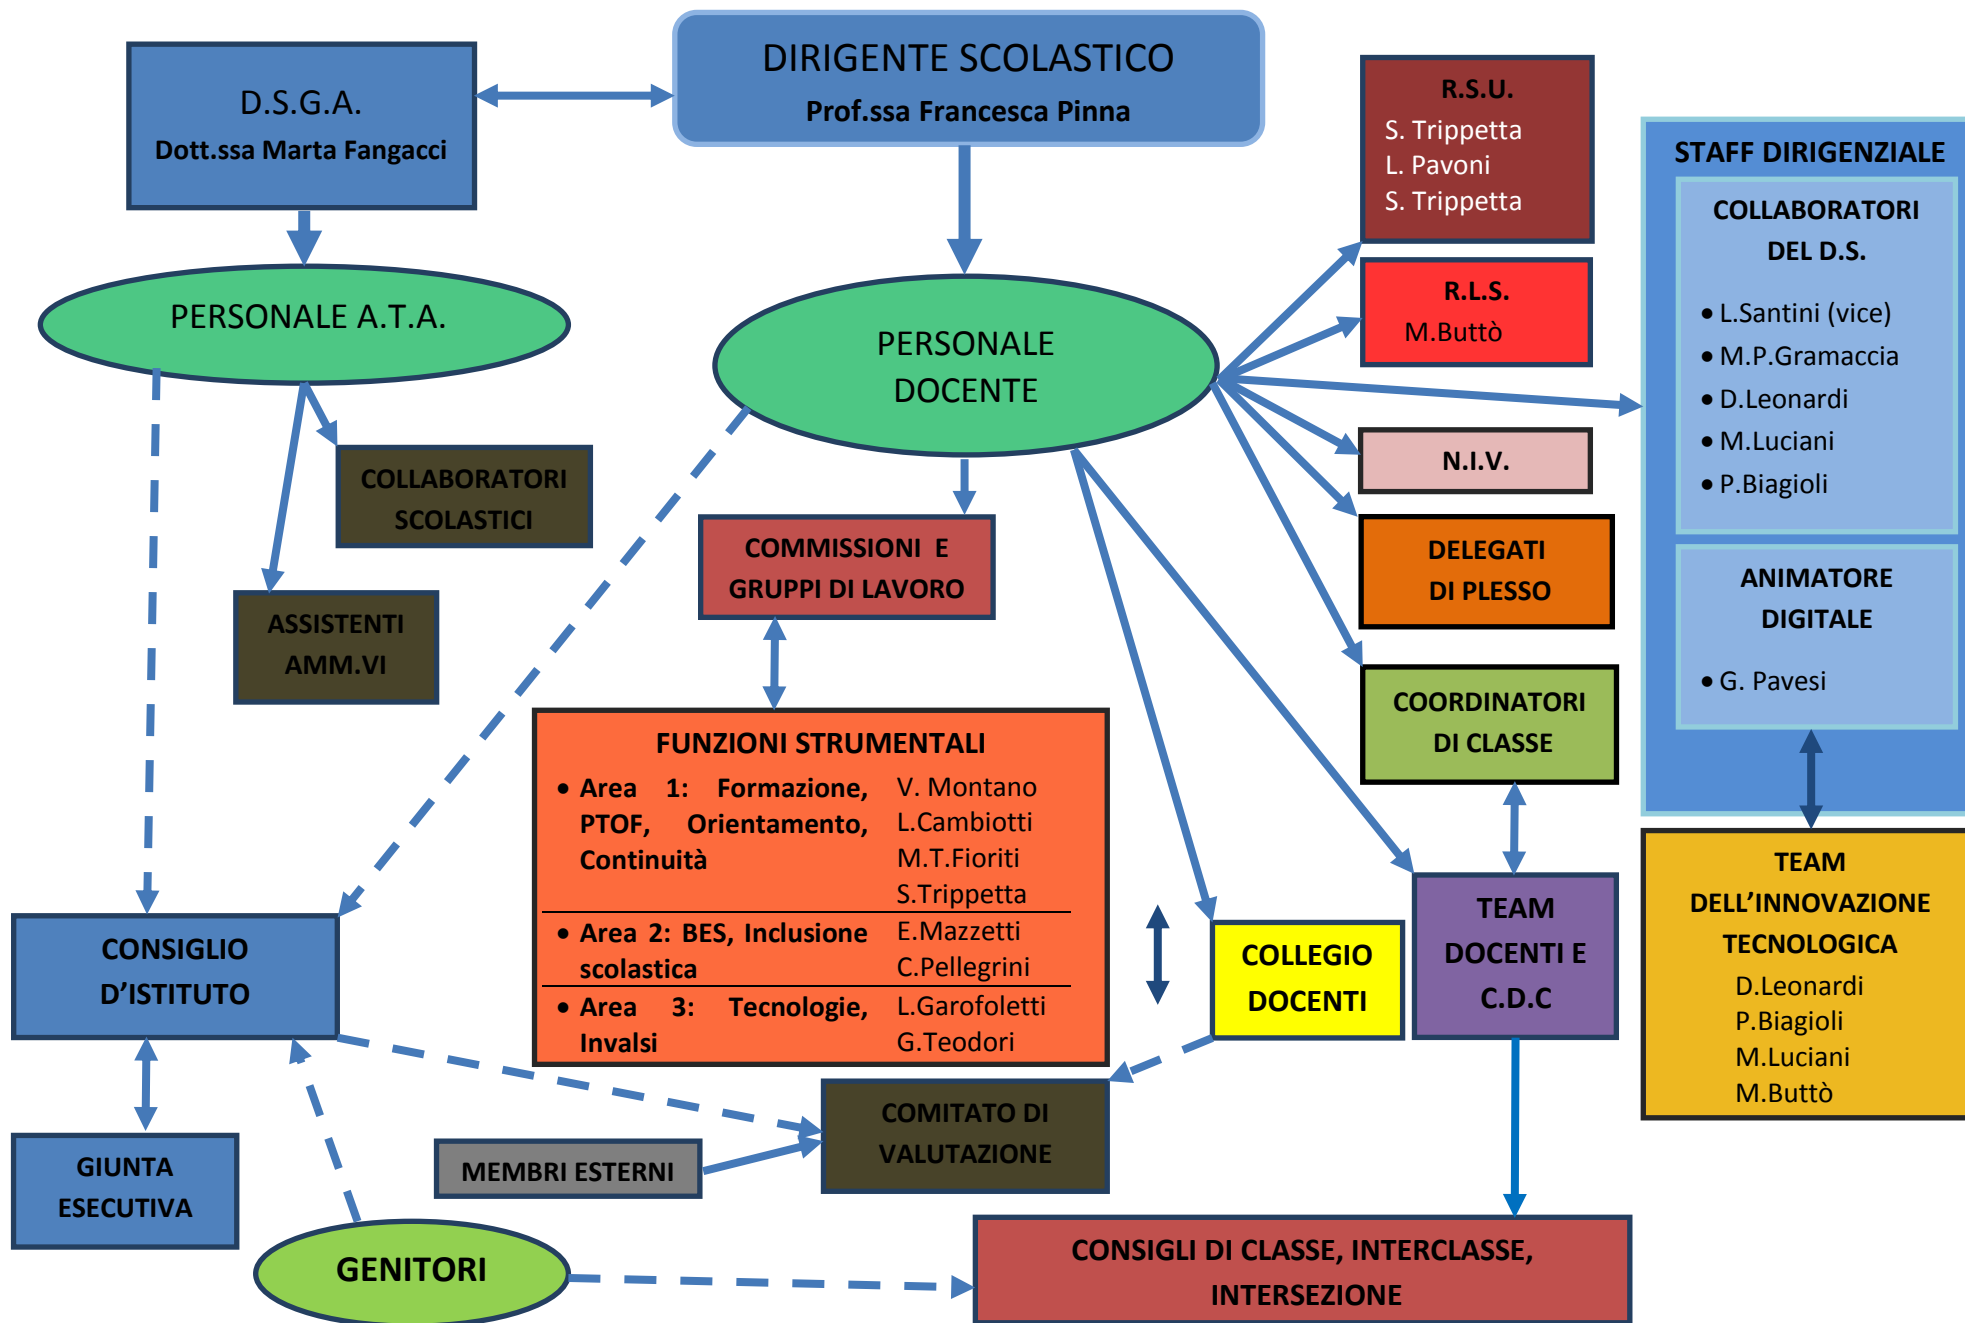 DIRIGENTE SCOLASTICO
Prof.ssa Francesca Pinna
D.S.G.A.
Dott.ssa Marta Fangacci
R.S.U.
S. Trippetta
L. Pavoni
S. Trippetta
STAFF DIRIGENZIALE
COLLABORATORI
DEL D.S.
• L.Santini (vice)
• M.P.Gramaccia
• D.Leonardi
• M.Luciani
• P.Biagioli
R.L.S.
M.Buttò
PERSONALE A.T.A.
PERSONALE
DOCENTE
N.I.V.
COLLABORATORI
SCOLASTICI
COMMISSIONI E
GRUPPI DI LAVORO
DELEGATI
DI PLESSO
ANIMATORE
DIGITALE
• G. Pavesi
ASSISTENTI
AMM.VI
COORDINATORI
DI CLASSE
FUNZIONI STRUMENTALI
• Area 1: Formazione,
PTOF, Orientamento,
Continuità
V. Montano
L.Cambiotti
M.T.Fioriti
S.Trippetta
• Area 2: BES, Inclusione
scolastica
E.Mazzetti
C.Pellegrini
• Area 3: Tecnologie,
Invalsi
L.Garofoletti
G.Teodori
TEAM
DELL’INNOVAZIONE
TECNOLOGICA
D.Leonardi
P.Biagioli
M.Luciani
M.Buttò
CONSIGLIO
D’ISTITUTO
COLLEGIO
DOCENTI
TEAM
DOCENTI E
C.D.C
COMITATO DI
VALUTAZIONE
MEMBRI ESTERNI
GIUNTA
ESECUTIVA
GENITORI
CONSIGLI DI CLASSE, INTERCLASSE,
INTERSEZIONE